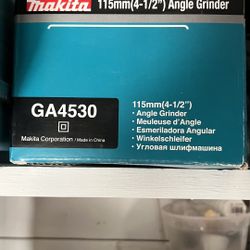 makita
115mm(4-1/2") Angle Grinder
GA4530
Makita Corporation / Made in China
115mm(4-1/2")
• Angle Grinder
• Meuleuse d'Angle
• Esmeriladora Angular
• Winkelschleifer
• Угловая шлифмашина